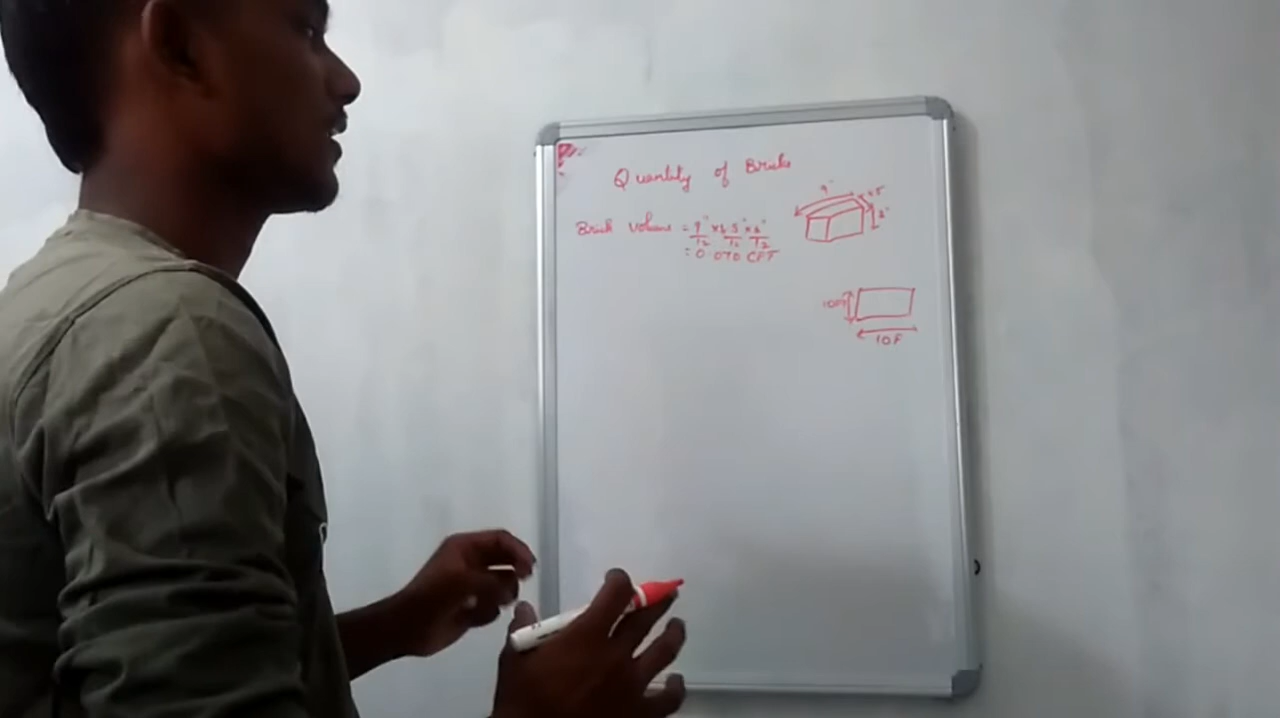 Quantity of Bricks
9"
4.5"
3"
Brick Volume = 9"/12 × 4.5"/12 × 3"/12
= 0.070 CFT
10F
10F